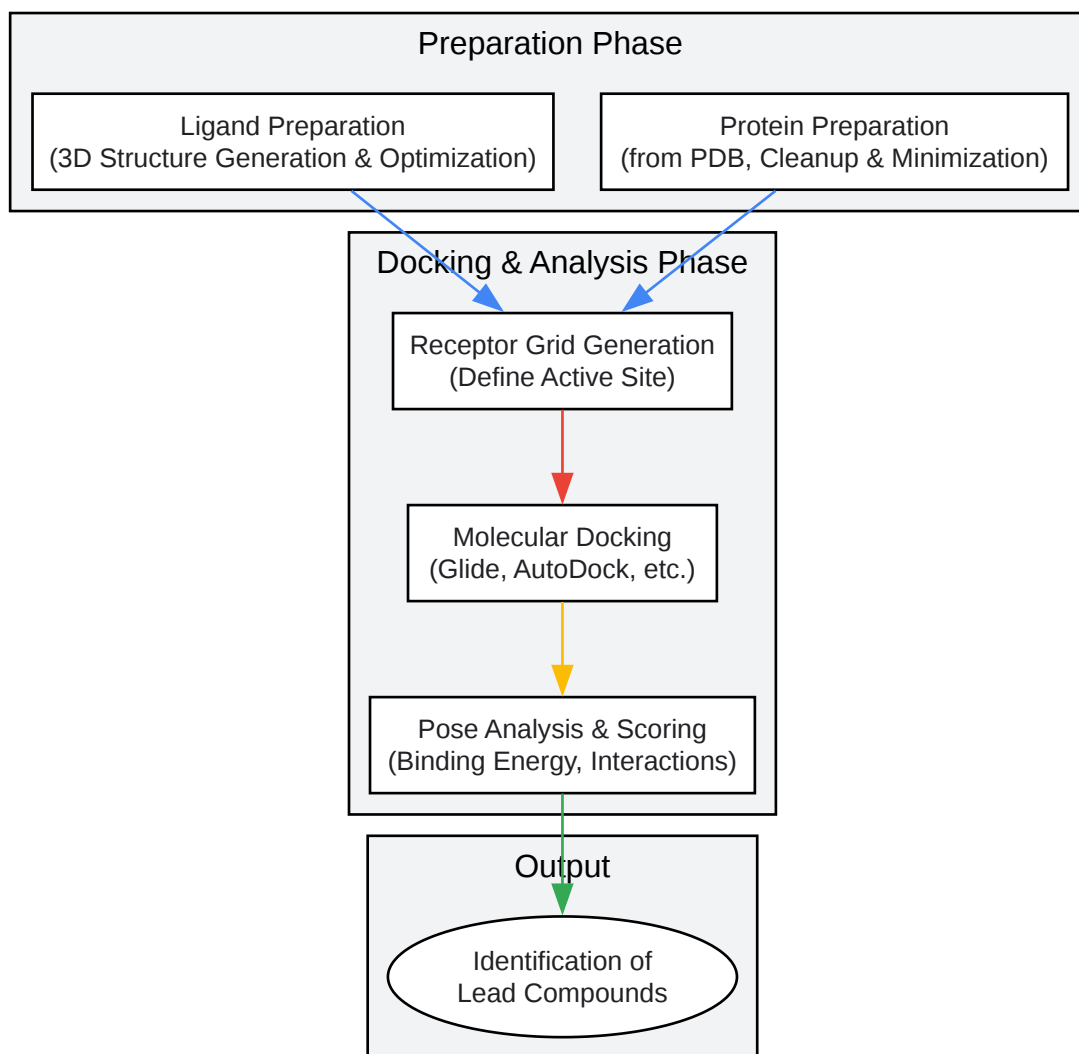 Preparation Phase
Ligand Preparation
(3D Structure Generation & Optimization)
Protein Preparation
(from PDB, Cleanup & Minimization)
Docking & Analysis Phase
Receptor Grid Generation
(Define Active Site)
Molecular Docking
(Glide, AutoDock, etc.)
Pose Analysis & Scoring
(Binding Energy, Interactions)
Output
Identification of
Lead Compounds